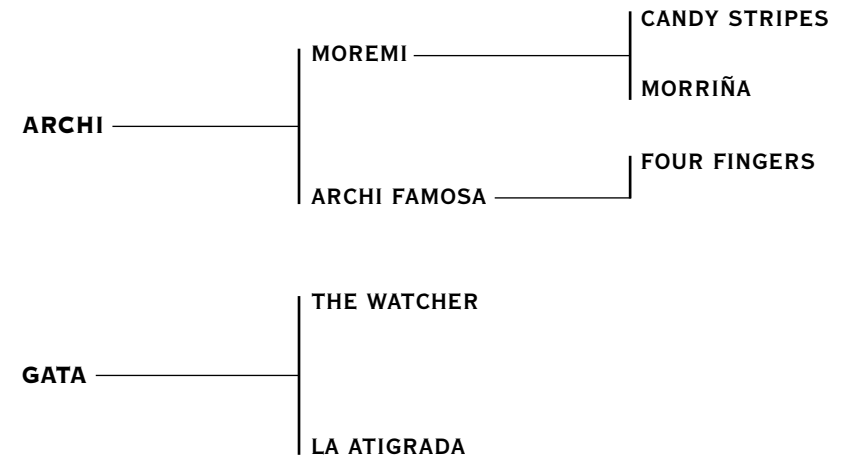 CANDY STRIPES
MOREMI
MORRIÑA
ARCHI
FOUR FINGERS
ARCHI FAMOSA
THE WATCHER
GATA
LA ATIGRADA